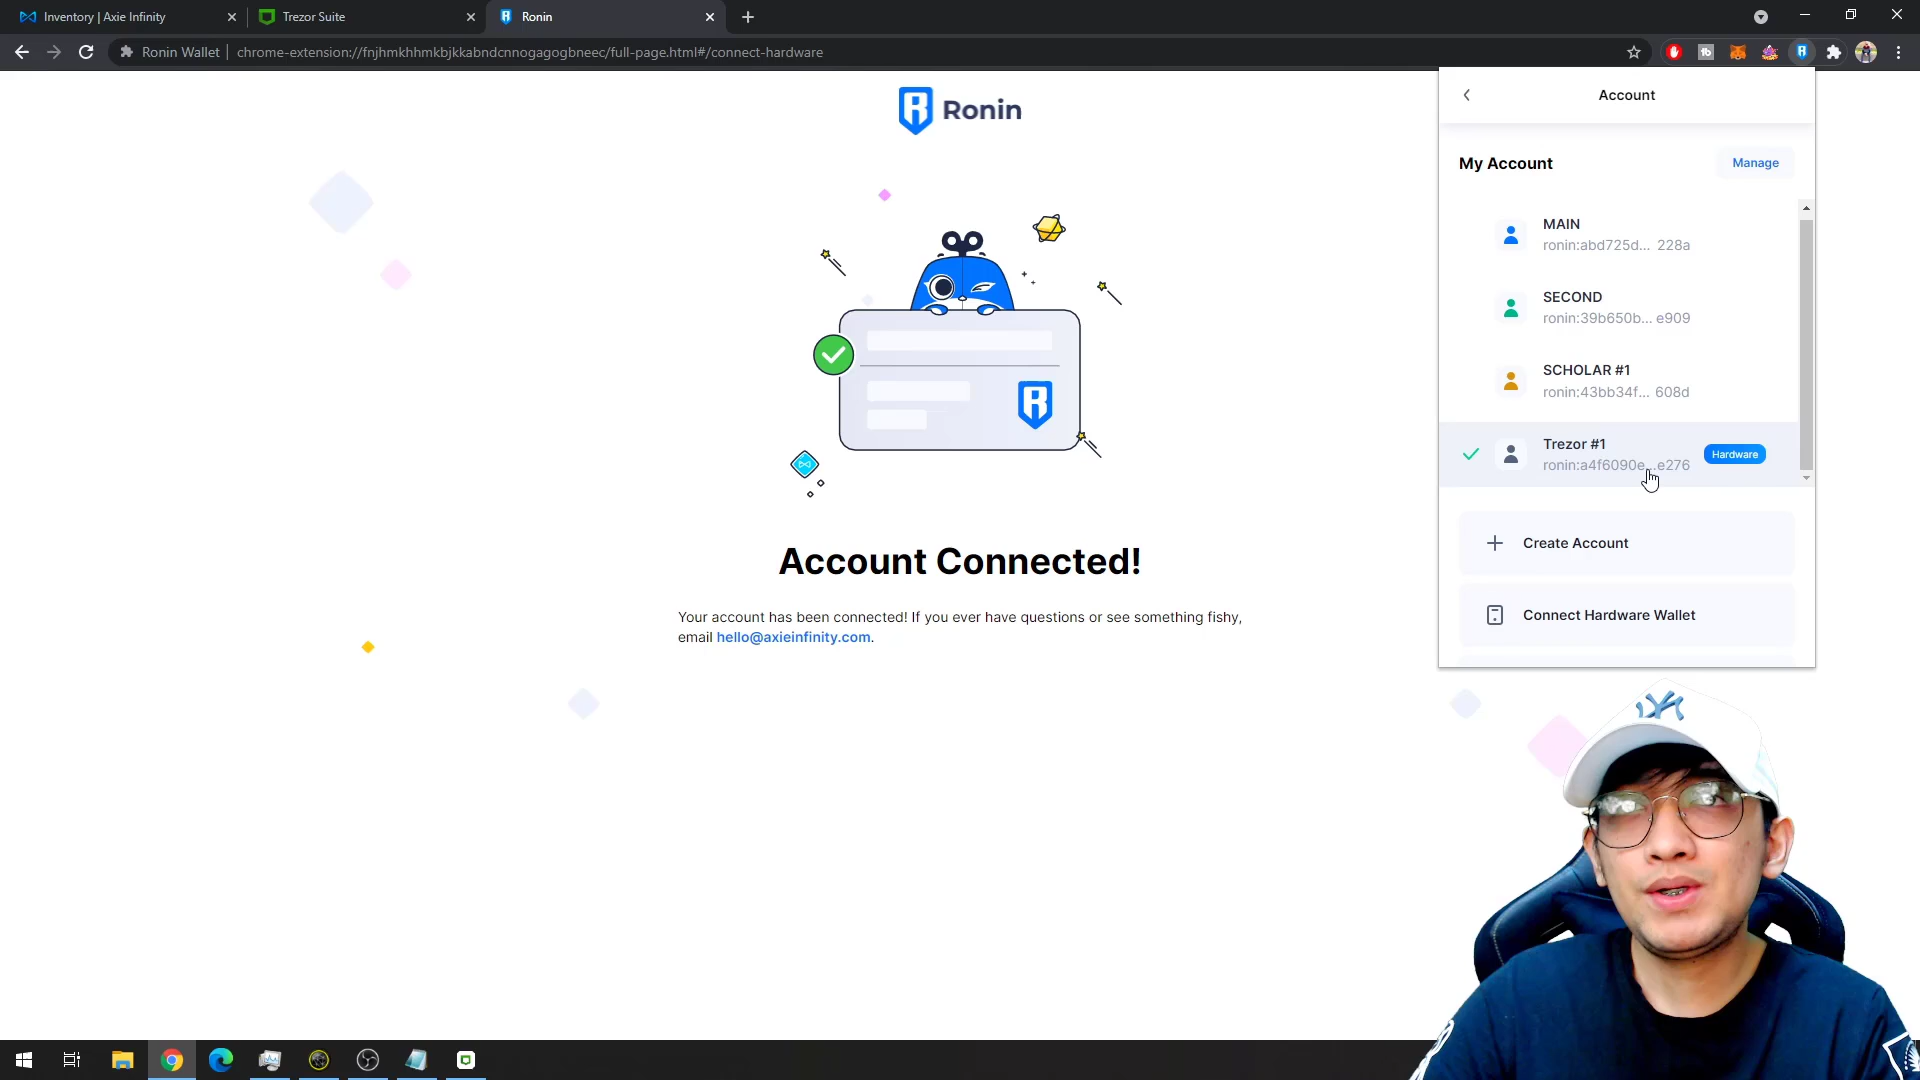 Inventory | Axie Infinity
Trezor Suite
Ronin
Ronin Wallet
chrome-extension://fnjhmkhhmkbjkkabndcnnogagogbneec/full-page.html#/connect-hardware
Ronin
Account
My Account
Manage
MAIN
ronin:abd725d... 228a
SECOND
ronin:39b650b... e909
SCHOLAR #1
ronin:43bb34f... 608d
Trezor #1
ronin:a4f6090e...e276
Hardware
Create Account
Connect Hardware Wallet
Account Connected!
Your account has been connected! If you ever have questions or see something fishy,
email hello@axieinfinity.com.